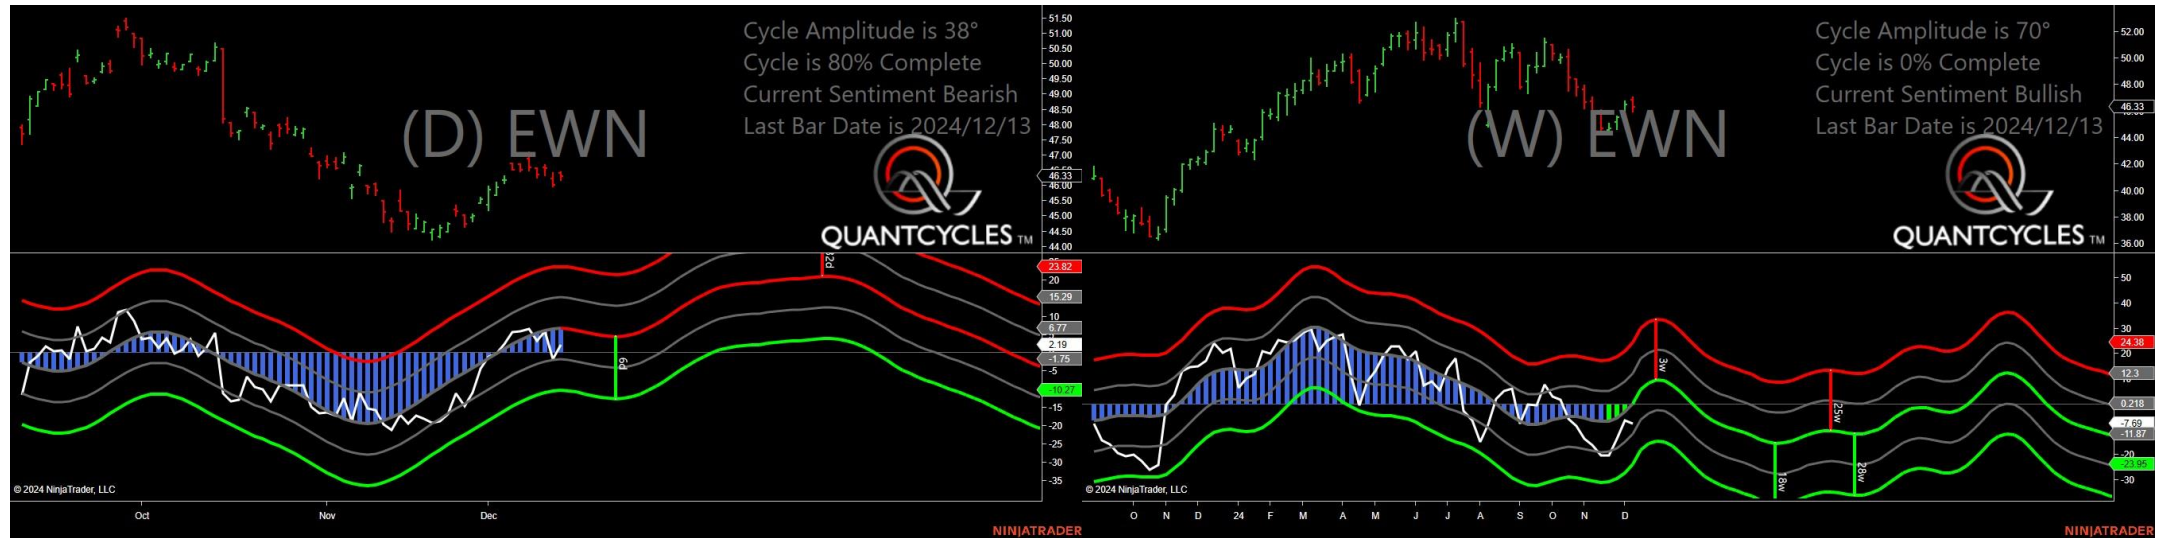 Cycle Amplitude is 38°
Cycle is 80% Complete
Current Sentiment Bearish
Last Bar Date is 2024/12/13
(D) EWN
QUANTCYCLES TM
51.50
51.00
50.50
50.00
49.50
49.00
48.50
48.00
47.50
47.00
46.33
46.00
45.50
45.00
44.50
44.00
12d
6d
23.82
20
15.29
10
6.77
2.19
-1.75
-5
-10.27
-15
-20
-25
-30
-35
© 2024 NinjaTrader, LLC
Oct
Nov
Dec
NINJATRADER
Cycle Amplitude is 70°
Cycle is 0% Complete
Current Sentiment Bullish
Last Bar Date is 2024/12/13
(W) EWN
QUANTCYCLES TM
52.00
50.00
48.00
46.33
44.00
42.00
40.00
38.00
36.00
3w
25w
18w
28w
50
40
30
24.38
20
12.3
0.218
-7.69
-11.87
-20
-23.95
-30
© 2024 NinjaTrader, LLC
O N D 24 F M A M J J A S O N D
NINJATRADER